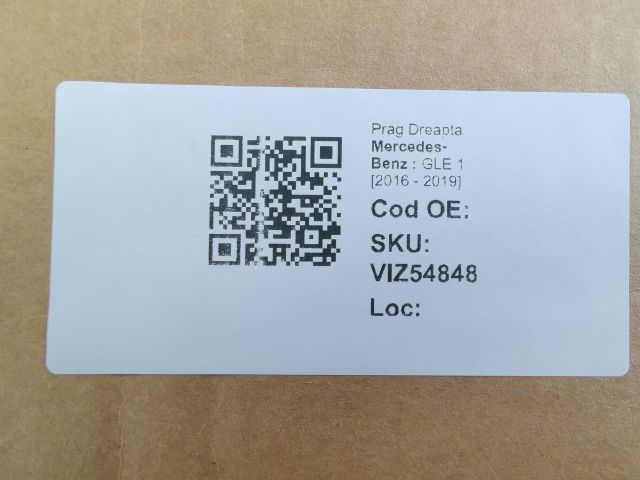 Prag Dreapta
Mercedes-
Benz : GLE 1
[2016 - 2019]
Cod OE:
SKU:
VIZ54848
Loc: